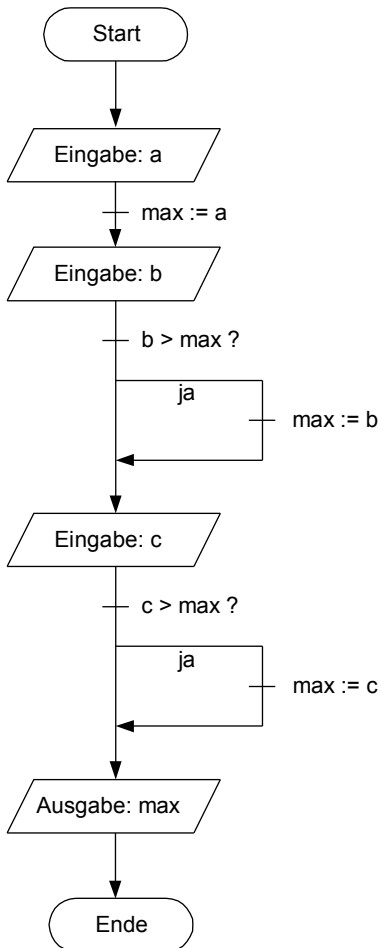 Start
Eingabe: a
max := a
Eingabe: b
b > max ?
ja
max := b
Eingabe: c
c > max ?
ja
max := c
Ausgabe: max
Ende